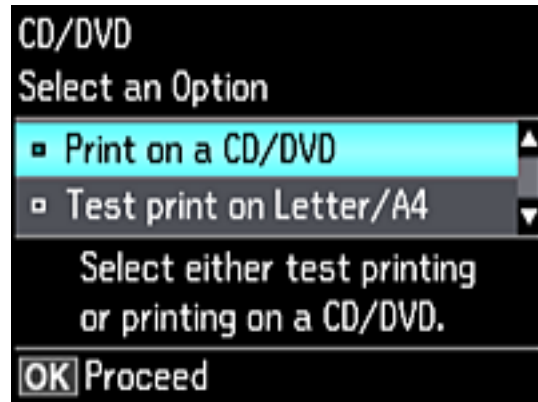 CD/DVD
Select an Option
Print on a CD/DVD
Test print on Letter/A4
Select either test printing
or printing on a CD/DVD.
OK Proceed